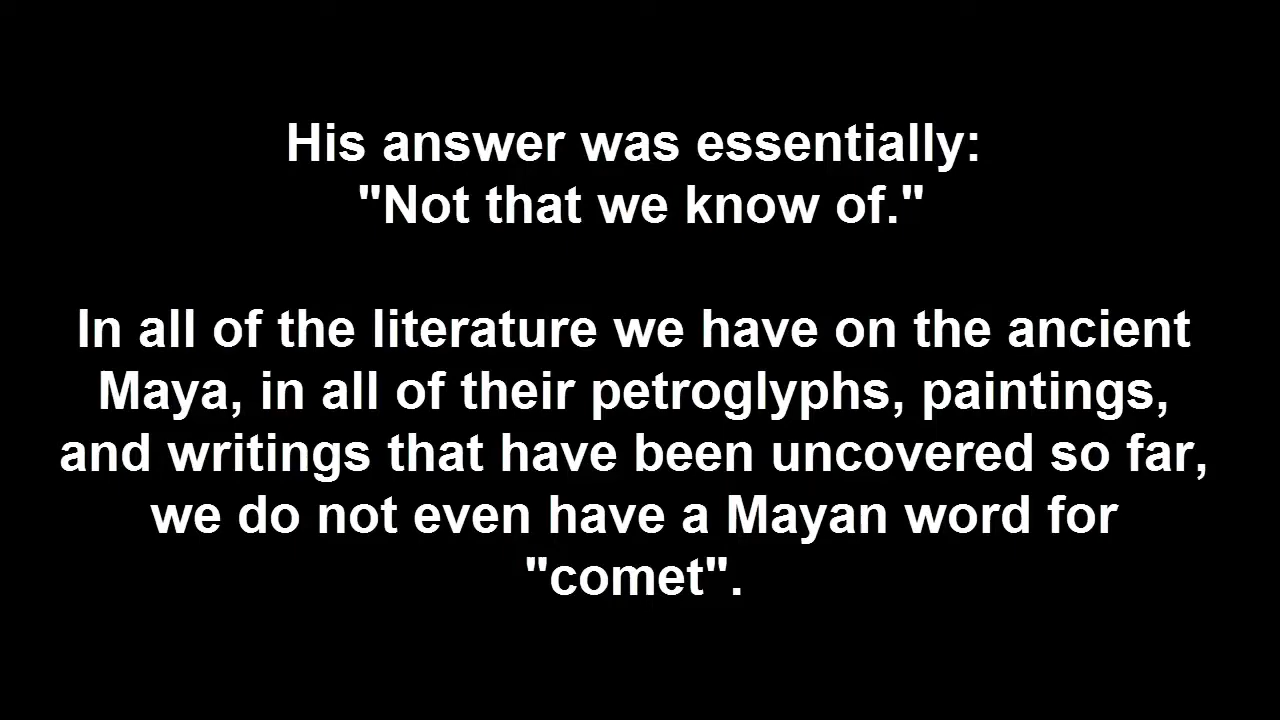 His answer was essentially:
"Not that we know of."
In all of the literature we have on the ancient
Maya, in all of their petroglyphs, paintings,
and writings that have been uncovered so far,
we do not even have a Mayan word for
"comet".